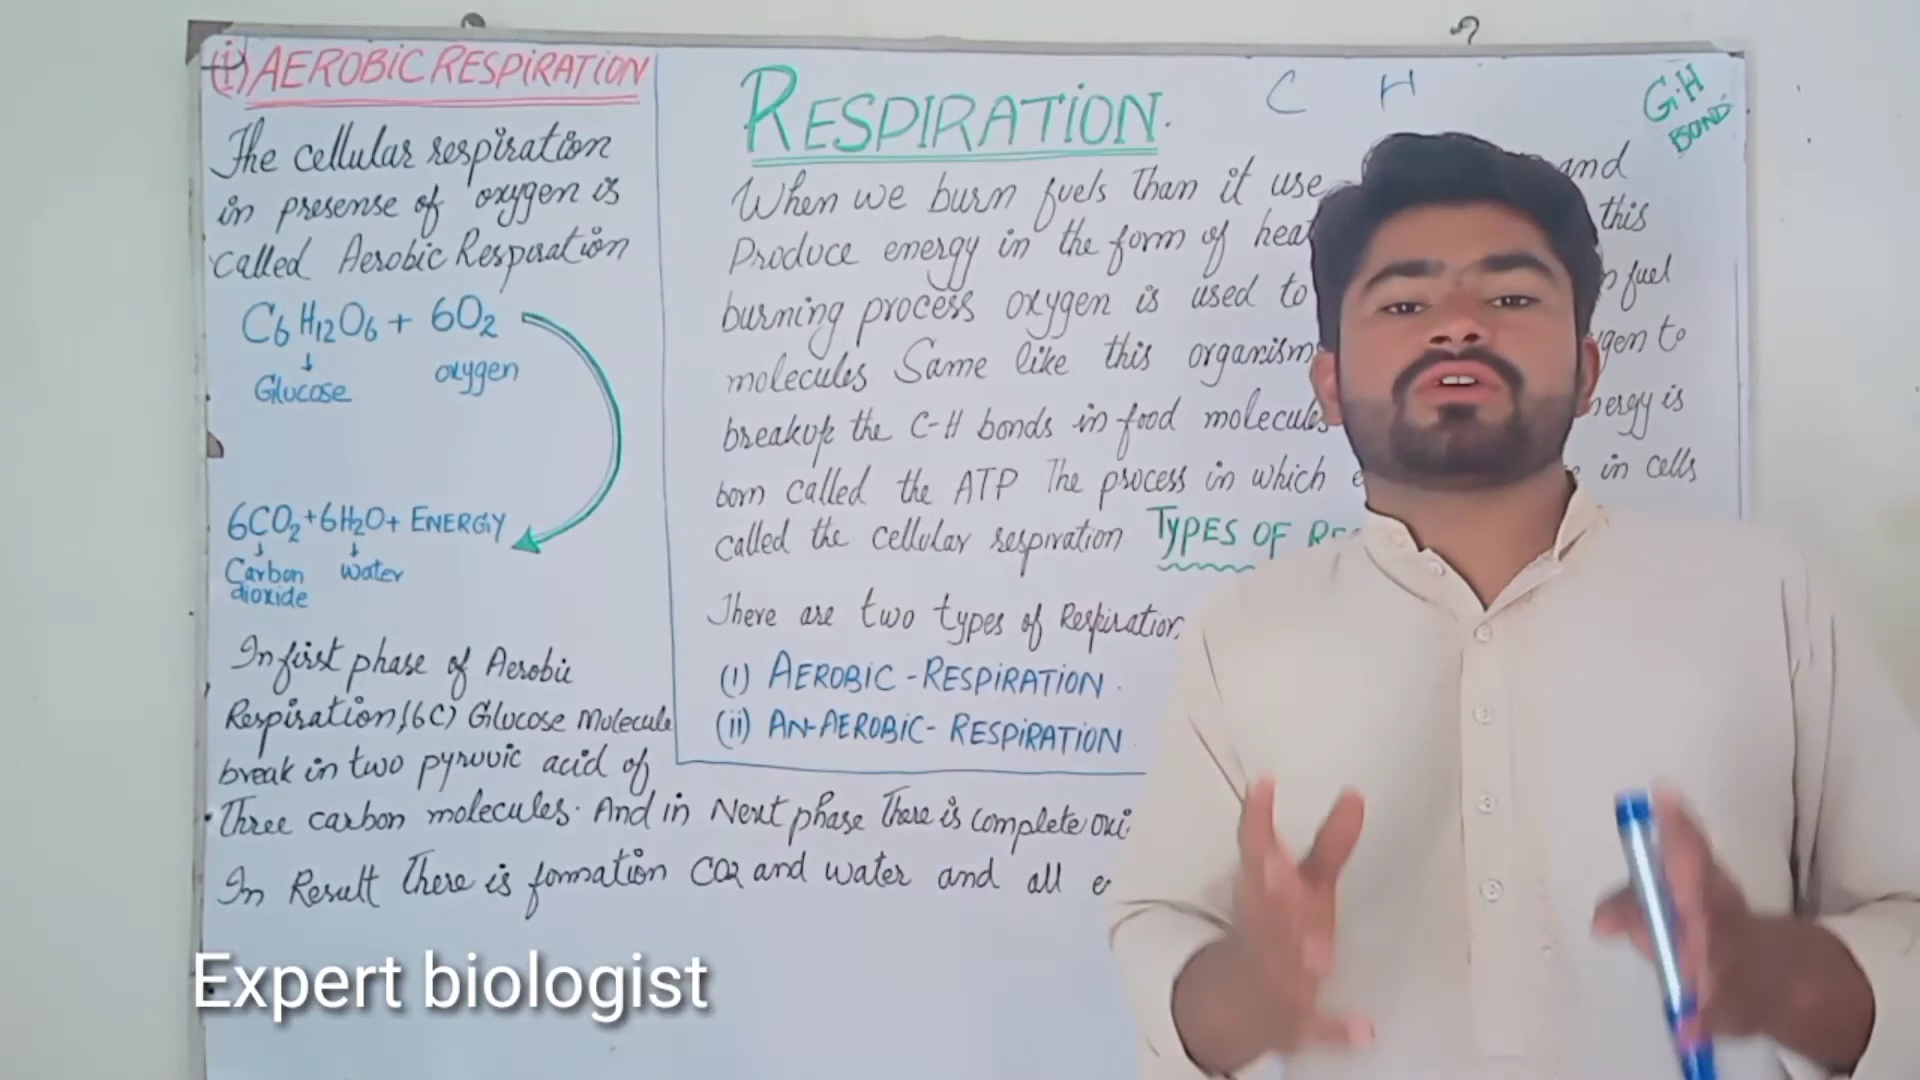 (i) AEROBIC RESPIRATION
The cellular respiration
in presense of oxygen is
called Aerobic Respiration
C6H12O6 + 6O2
Glucose
oxygen
6CO2+6H2O+ ENERGY
Carbon water
dioxide
In first phase of Aerobic
Respiration,(6C) Glucose Molecule
break in two pyruvic acid of
Three carbon molecules. And in Next phase There is complete oxi
In Result There is formation CO2 and water and all e
RESPIRATION.
C H
G.H
BOND
When we burn fuels Than it use and
Produce energy in the form of heat this
burning process oxygen is used to fuel
molecules Same like this organisms to
breakup the C-H bonds in food molecules energy is
born called the ATP The process in which in cells
called the cellular respiration. TYPES OF RES
There are two types of Respiration,
(i) AEROBIC - RESPIRATION.
(ii) AN-AEROBIC - RESPIRATION
Expert biologist